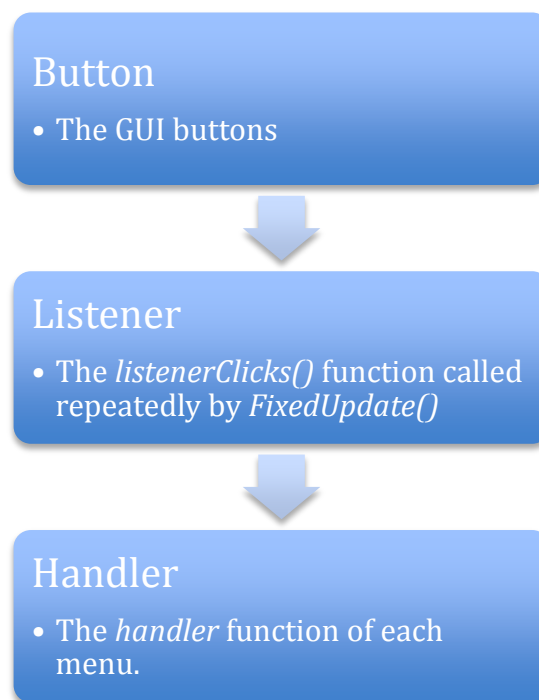 Button
• The GUI buttons
Listener
• The listenerClicks() function called
repeatedly by FixedUpdate()
Handler
• The handler function of each
menu.